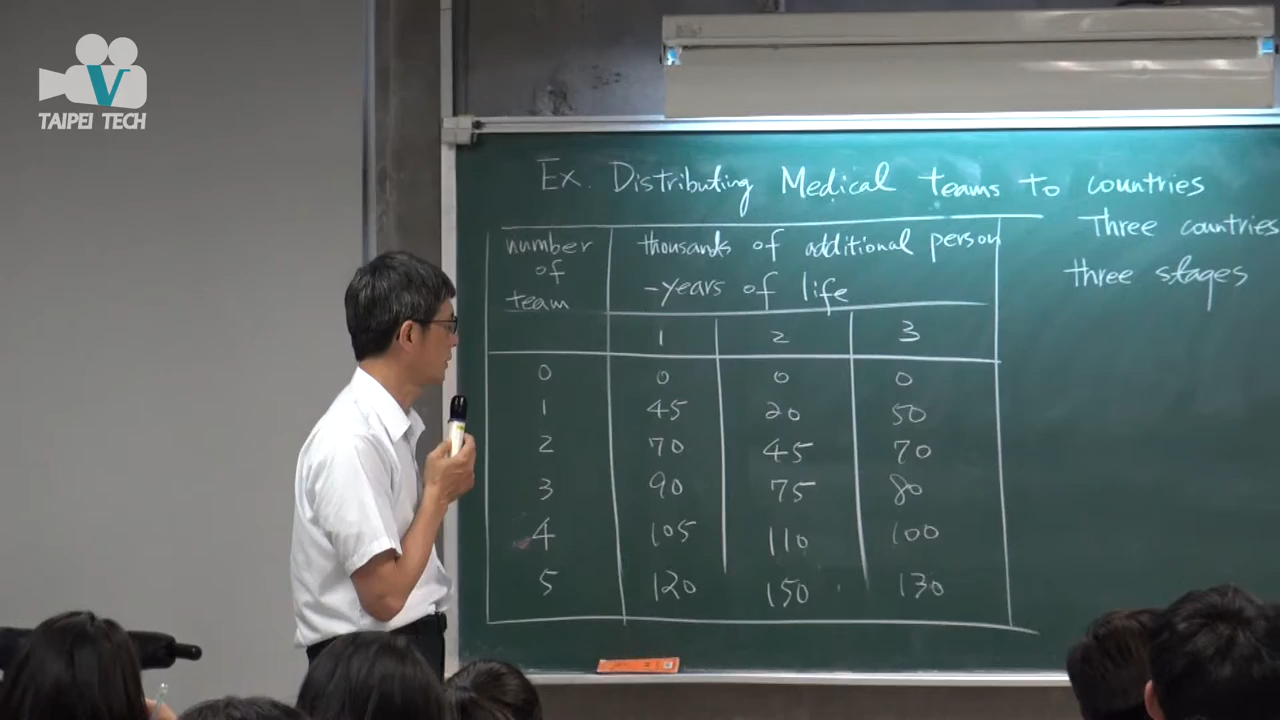 V
TAIPEI TECH
Ex. Distributing Medical teams to countries
Three countries
three stages
number of team
thousands of additional person
-years of life
1 2 3
0 0 0 0
1 45 20 50
2 70 45 70
3 90 75 80
4 105 110 100
5 120 150 130